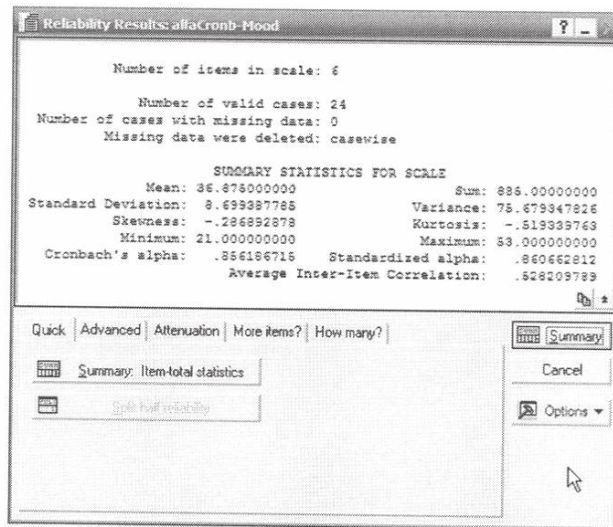 Reliability Results: alfaCronb-Mood
Number of items in scale: 6
Number of valid cases: 24
Number of cases with missing data: 0
Missing data were deleted: casewise
SUMMARY STATISTICS FOR SCALE
Mean: 36.875000000 Sum: 885.00000000
Standard Deviation: 8.699387785 Variance: 75.679347826
Skewness: -.286892878 Kurtosis: -.519339763
Minimum: 21.000000000 Maximum: 53.000000000
Cronbach's alpha: .856186715 Standardized alpha: .860662812
Average Inter-Item Correlation: .528209789
Quick Advanced Attenuation More items? How many?
Summary
Summary: Item-total statistics
Cancel
Split half reliability
Options